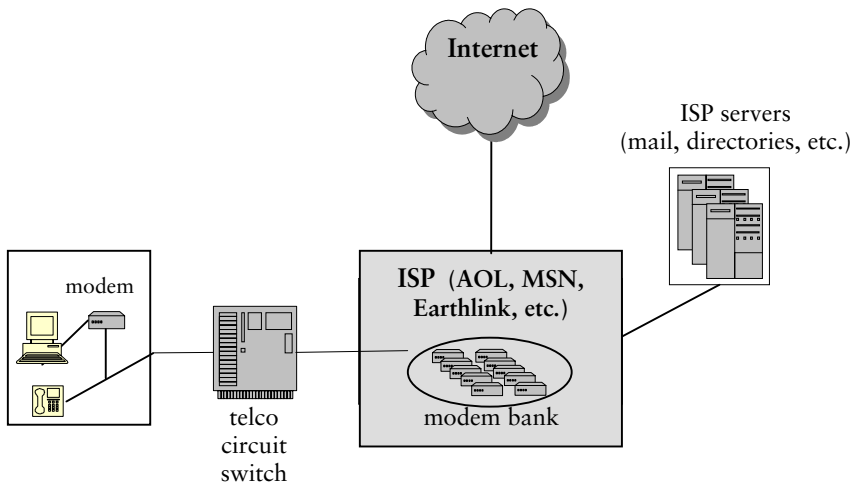 Internet
ISP servers
(mail, directories, etc.)
modem
ISP (AOL, MSN,
Earthlink, etc.)
modem bank
telco
circuit
switch